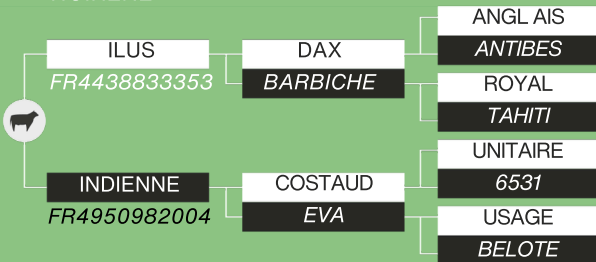 ILUS
FR4438833353
INDIENNE
FR4950982004
DAX
BARBICHE
COSTAUD
EVA
ANGL AIS
ANTIBES
ROYAL
TAHITI
UNITAIRE
6531
USAGE
BELOTE